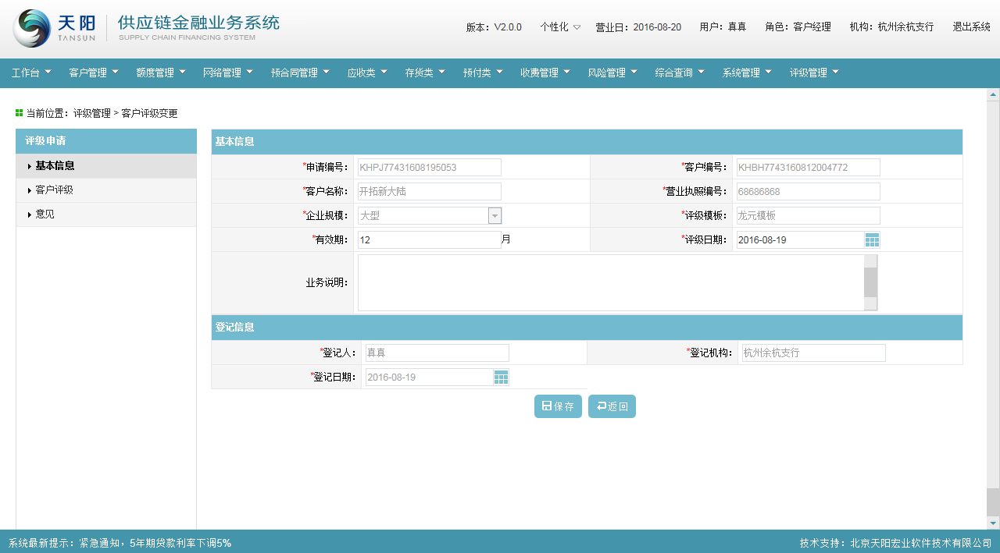 天阳 TANSUN 供应链金融业务系统 SUPPLY CHAIN FINANCING SYSTEM
版本：V2.0.0 个性化 营业日：2016-08-20 用户：真真 角色：客户经理 机构：杭州余杭支行 退出系统
工作台 客户管理 额度管理 网络管理 预合同管理 应收类 存货类 预付类 收费管理 风险管理 综合查询 系统管理 评级管理
当前位置：评级管理 > 客户评级变更
评级申请
基本信息
客户评级
意见
基本信息
*申请编号： KHPJ77431608195053 *客户编号： KHBH7743160812004772
*客户名称： 开拓新大陆 *营业执照编号： 68686868
*企业规模： 大型 *评级模板： 龙元模板
*有效期： 12 月 *评级日期： 2016-08-19
业务说明：
登记信息
*登记人： 真真 *登记机构： 杭州余杭支行
*登记日期： 2016-08-19
保存 返回
系统最新提示：紧急通知，5年期贷款利率下调5% 技术支持：北京天阳宏业软件技术有限公司